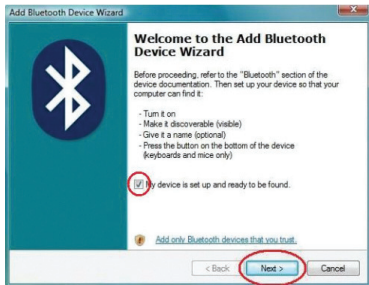 Add Bluetooth Device Wizard
Welcome to the Add Bluetooth
Device Wizard
Before proceeding, refer to the "Bluetooth" section of the
device documentation. Then set up your device so that your
computer can find it:
- Turn it on
- Make it discoverable (visible)
- Give it a name (optional)
- Press the button on the bottom of the device
(keyboards and mice only)
My device is set up and ready to be found.
Add only Bluetooth devices that you trust.
< Back
Next >
Cancel